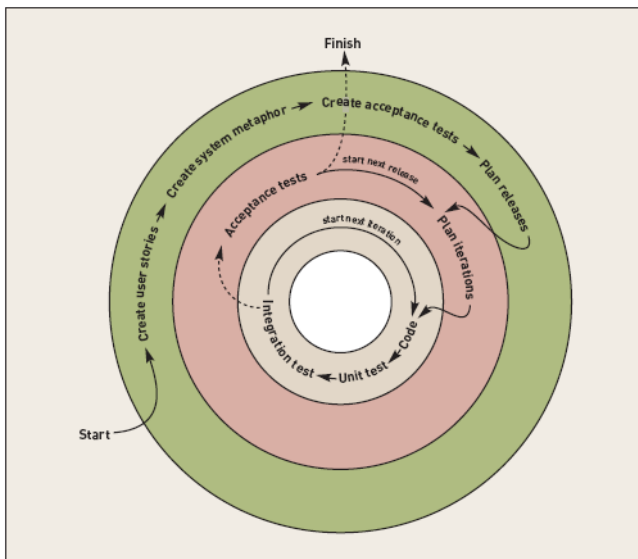 Finish
Start
Create user stories
Create system metaphor
Create acceptance tests
Plan releases
Plan iterations
Acceptance tests
start next release
start next iteration
Code
Unit test
Integration test